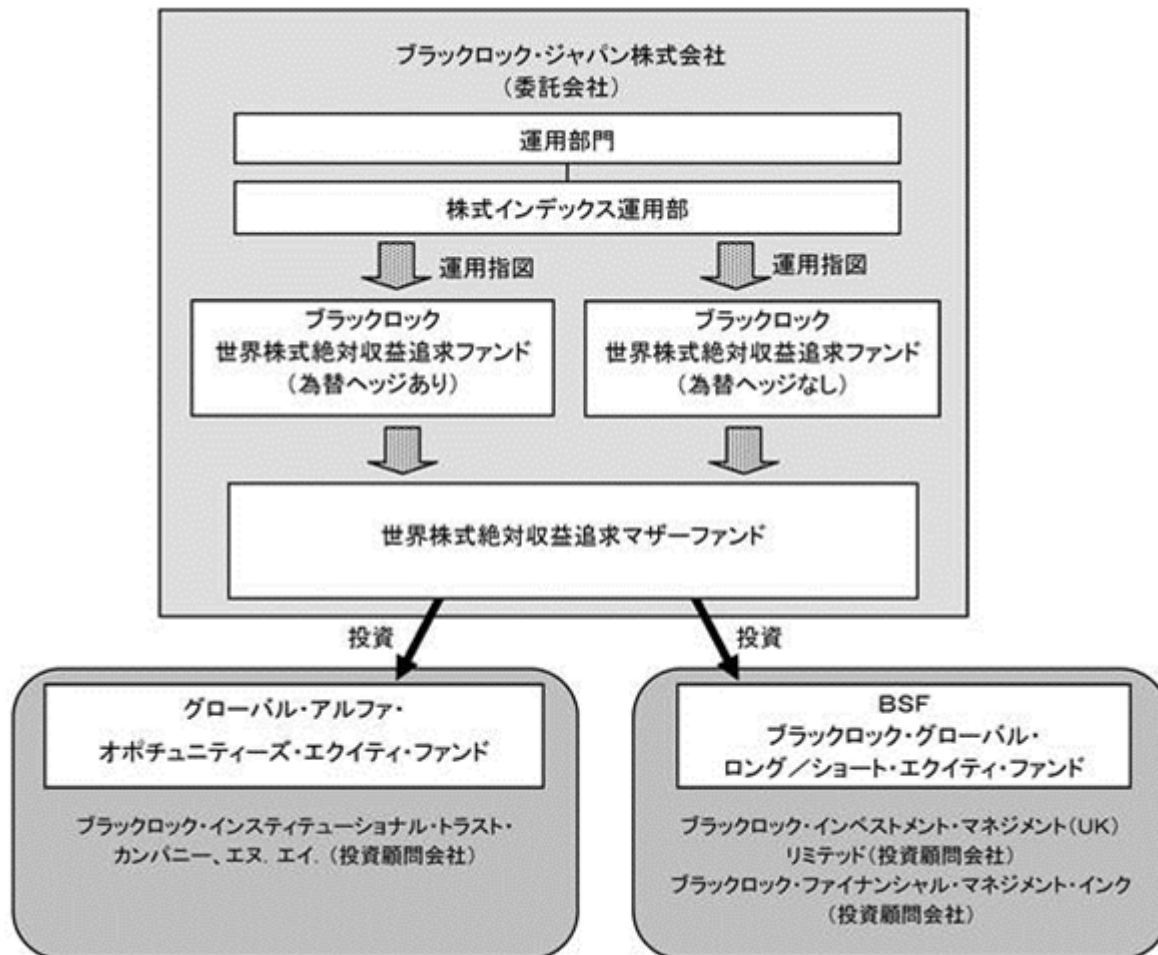 ブラックロック・ジャパン株式会社
（委託会社）
運用部門
株式インデックス運用部
運用指図
運用指図
ブラックロック
世界株式絶対収益追求ファンド
（為替ヘッジあり）
ブラックロック
世界株式絶対収益追求ファンド
（為替ヘッジなし）
世界株式絶対収益追求マザーファンド
投資
投資
グローバル・アルファ・
オポチュニティーズ・エクイティ・ファンド
ブラックロック・インスティテューショナル・トラスト・
カンパニー、エヌ．エイ．（投資顧問会社）
ＢＳＦ
ブラックロック・グローバル・
ロング／ショート・エクイティ・ファンド
ブラックロック・インベストメント・マネジメント（UK）
リミテッド（投資顧問会社）
ブラックロック・ファイナンシャル・マネジメント・インク
（投資顧問会社）